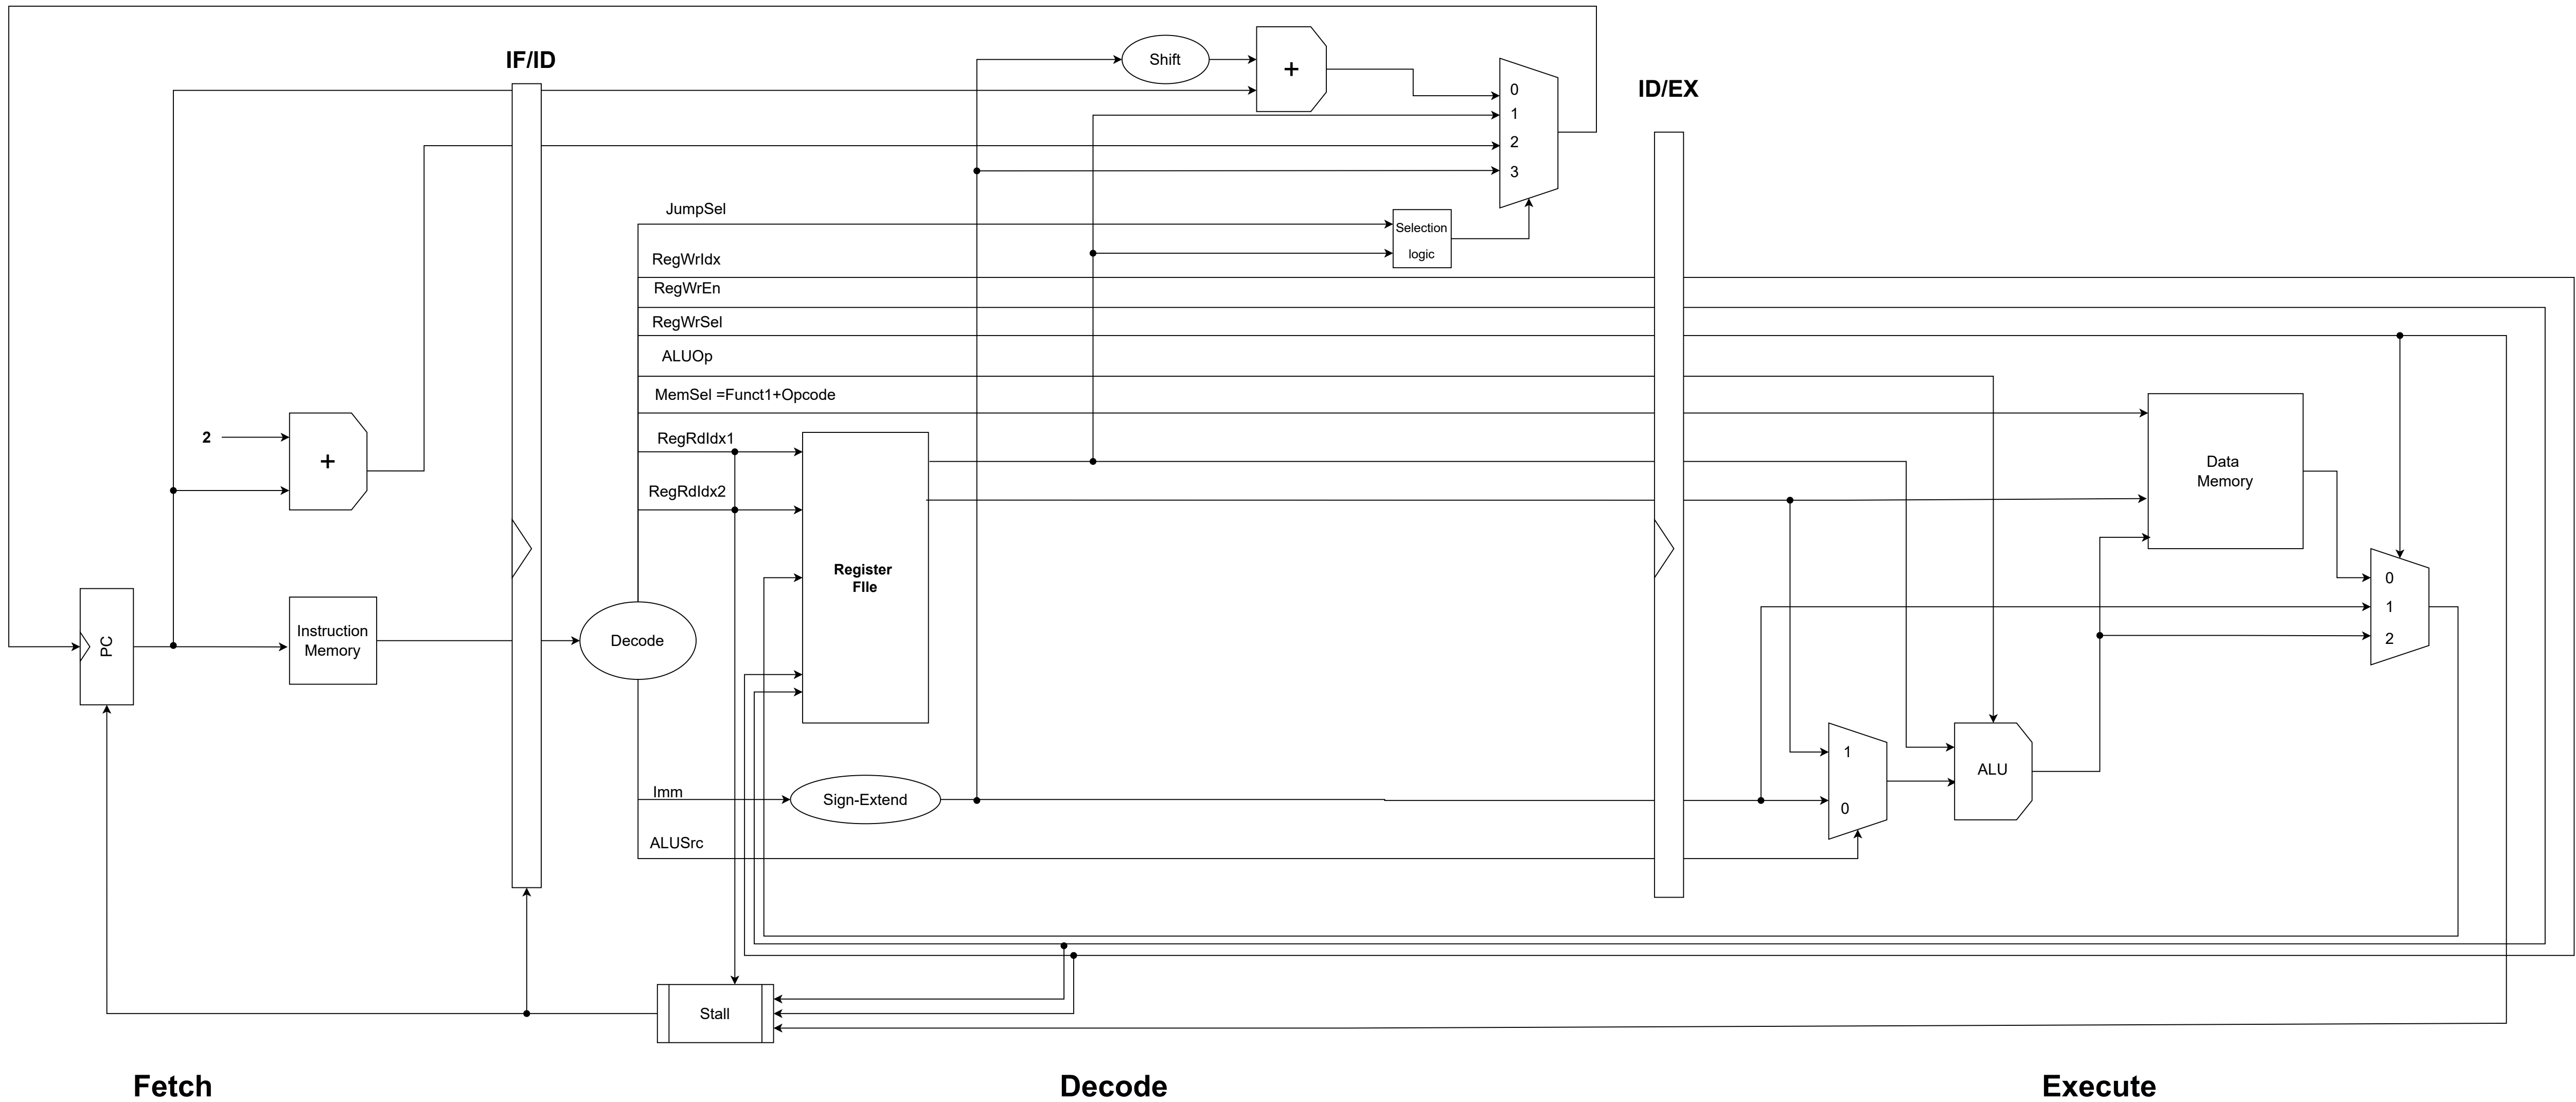 IF/ID
Shift
+
ID/EX
0
1
2
3
JumpSel
Selection
logic
RegWrIdx
RegWrEn
RegWrSel
ALUOp
MemSel =Funct1+Opcode
2
+
RegRdIdx1
RegRdIdx2
Data
Memory
Register
FIle
0
1
2
PC
Instruction
Memory
Decode
1
0
ALU
Imm
Sign-Extend
ALUSrc
Stall
Fetch
Decode
Execute